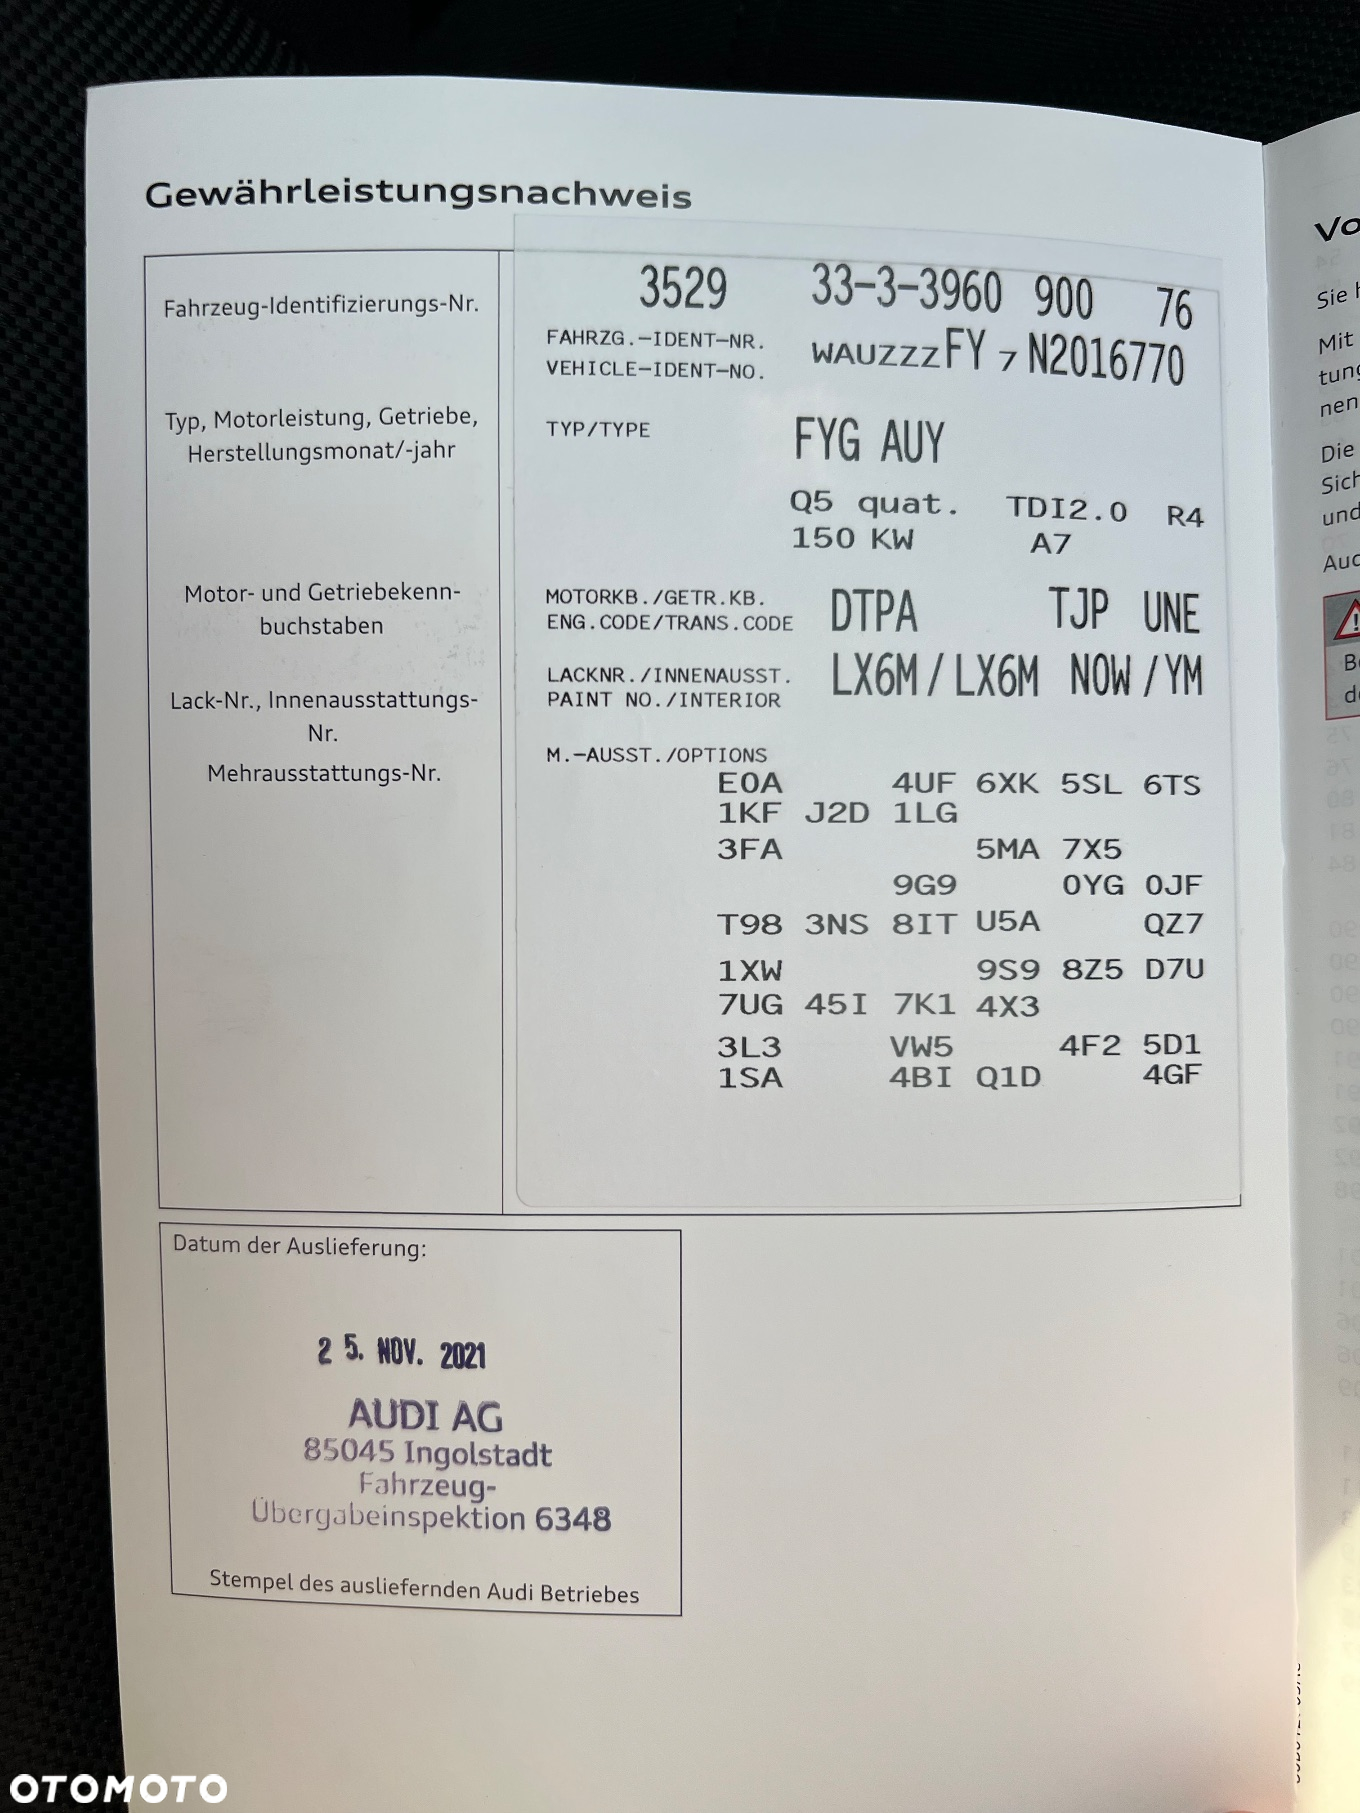 Gewährleistungsnachweis
Fahrzeug-Identifizierungs-Nr.
3529 33-3-3960 900 76
FAHRZG.-IDENT-NR.
VEHICLE-IDENT-NO.
WAUZZZFY7N2016770
Typ, Motorleistung, Getriebe,
Herstellungsmonat/-jahr
TYP/TYPE FYG AUY
Q5 quat. TDI2.0 R4
150 KW A7
Motor- und Getriebekenn-
buchstaben
MOTORKB./GETR.KB.
ENG.CODE/TRANS.CODE
DTPA TJP UNE
Lack-Nr., Innenausstattungs-
Nr.
LACKNR./INNENAUSST.
PAINT NO./INTERIOR
LX6M/LX6M NOW/YM
Mehrausstattungs-Nr.
M.-AUSST./OPTIONS
E0A 4UF 6XK 5SL 6TS
1KF J2D 1LG
3FA 5MA 7X5
9G9 0YG 0JF
T98 3NS 8IT U5A QZ7
1XW 9S9 8Z5 D7U
7UG 45I 7K1 4X3
3L3 VW5 4F2 5D1
1SA 4BI Q1D 4GF
Datum der Auslieferung:
25. NOV. 2021
AUDI AG
85045 Ingolstadt
Fahrzeug-
Übergabeinspektion 6348
Stempel des ausliefernden Audi Betriebes
Vo
Sie
Mit
tung
nen
Die
Sich
und
OTOMOTO